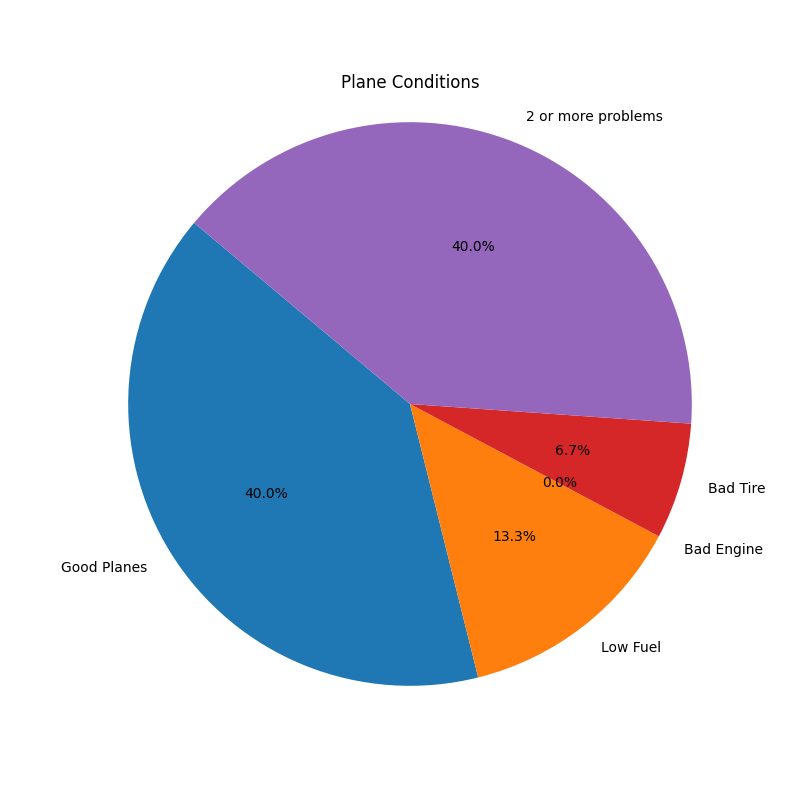 Plane Conditions
2 or more problems
40.0%
6.7%
0.0%
Bad Tire
40.0%
13.3%
Bad Engine
Good Planes
Low Fuel